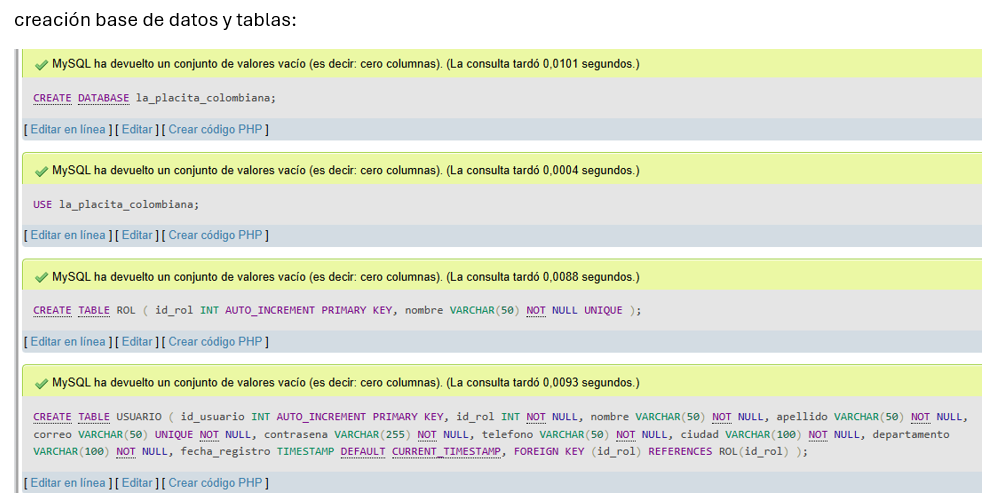 creación base de datos y tablas:
MySQL ha devuelto un conjunto de valores vacío (es decir: cero columnas). (La consulta tardó 0,0101 segundos.)
CREATE DATABASE la_placita_colombiana;
[ Editar en línea ] [ Editar ] [ Crear código PHP ]
MySQL ha devuelto un conjunto de valores vacío (es decir: cero columnas). (La consulta tardó 0,0004 segundos.)
USE la_placita_colombiana;
[ Editar en línea ] [ Editar ] [ Crear código PHP ]
MySQL ha devuelto un conjunto de valores vacío (es decir: cero columnas). (La consulta tardó 0,0088 segundos.)
CREATE TABLE ROL ( id_rol INT AUTO_INCREMENT PRIMARY KEY, nombre VARCHAR(50) NOT NULL UNIQUE );
[ Editar en línea ] [ Editar ] [ Crear código PHP ]
MySQL ha devuelto un conjunto de valores vacío (es decir: cero columnas). (La consulta tardó 0,0093 segundos.)
CREATE TABLE USUARIO ( id_usuario INT AUTO_INCREMENT PRIMARY KEY, id_rol INT NOT NULL, nombre VARCHAR(50) NOT NULL, apellido VARCHAR(50) NOT NULL,
correo VARCHAR(50) UNIQUE NOT NULL, contrasena VARCHAR(255) NOT NULL, telefono VARCHAR(50) NOT NULL, ciudad VARCHAR(100) NOT NULL, departamento
VARCHAR(100) NOT NULL, fecha_registro TIMESTAMP DEFAULT CURRENT_TIMESTAMP, FOREIGN KEY (id_rol) REFERENCES ROL(id_rol) );
[ Editar en línea ] [ Editar ] [ Crear código PHP ]